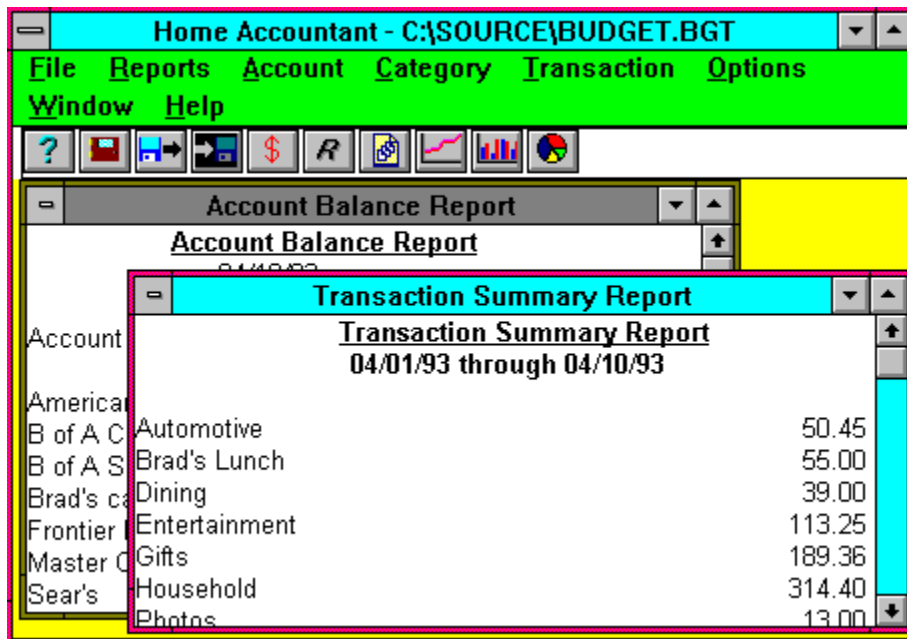 Home Accountant - C:\SOURCE\BUDGET.BGT
File Reports Account Category Transaction Options
Window Help
? $ R
Account Balance Report
Account Balance Report
Transaction Summary Report
Transaction Summary Report
04/01/93 through 04/10/93
Account
B of A C
B of A S
Brad's
Frontier
Master
Sear's
Automotive 50.45
Brad's Lunch 55.00
Dining 39.00
Entertainment 113.25
Gifts 189.36
Household 314.40
Photos 13.00